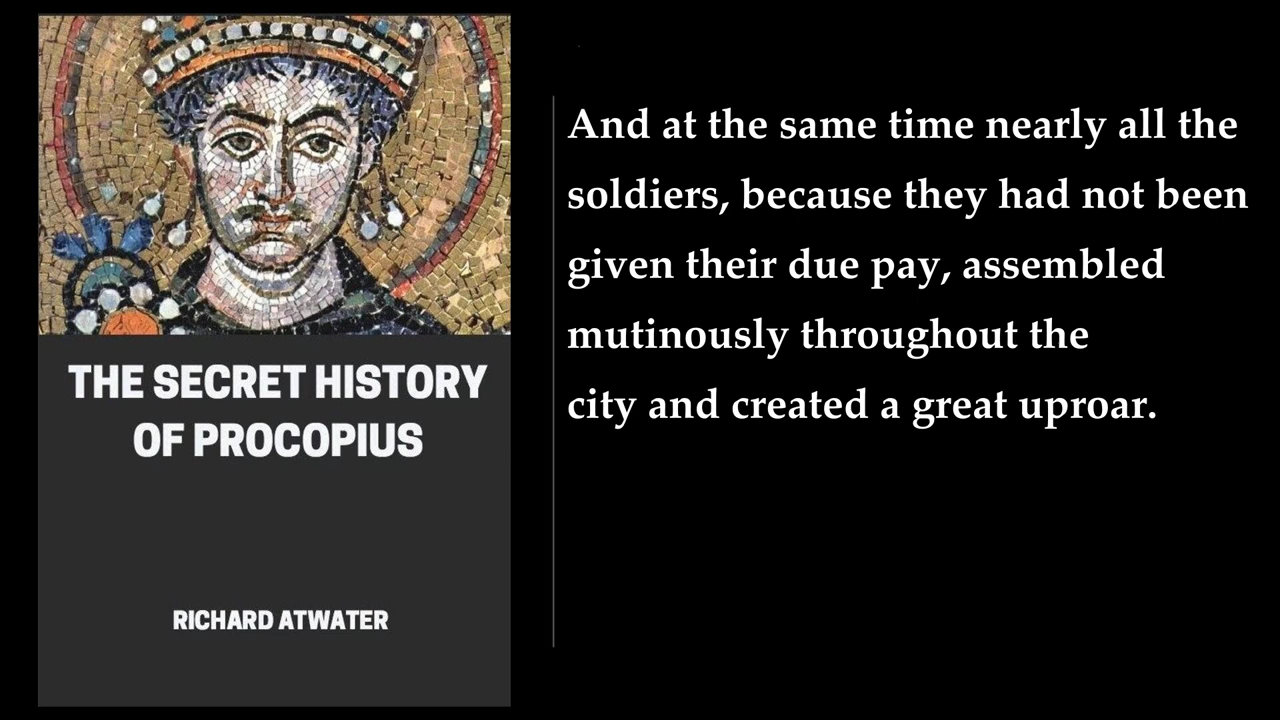 THE SECRET HISTORY
OF PROCOPIUS
RICHARD ATWATER
And at the same time nearly all the
soldiers, because they had not been
given their due pay, assembled
mutinously throughout the
city and created a great uproar.